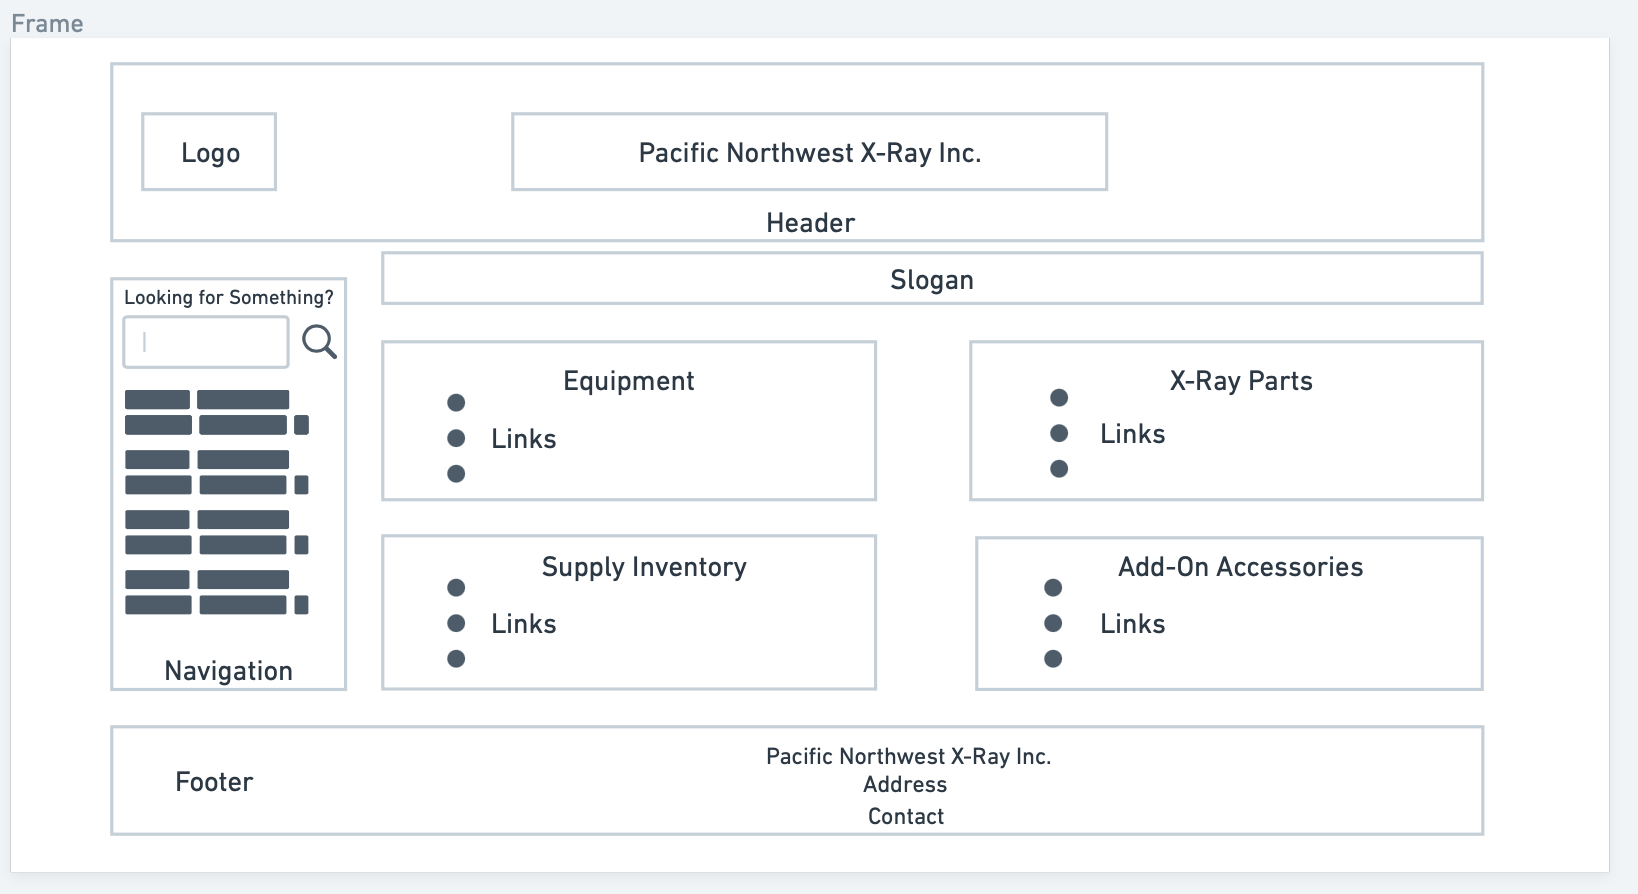 Frame
Logo
Pacific Northwest X-Ray Inc.
Header
Slogan
Looking for Something?
Navigation
Equipment
Links
X-Ray Parts
Links
Supply Inventory
Links
Add-On Accessories
Links
Footer
Pacific Northwest X-Ray Inc.
Address
Contact